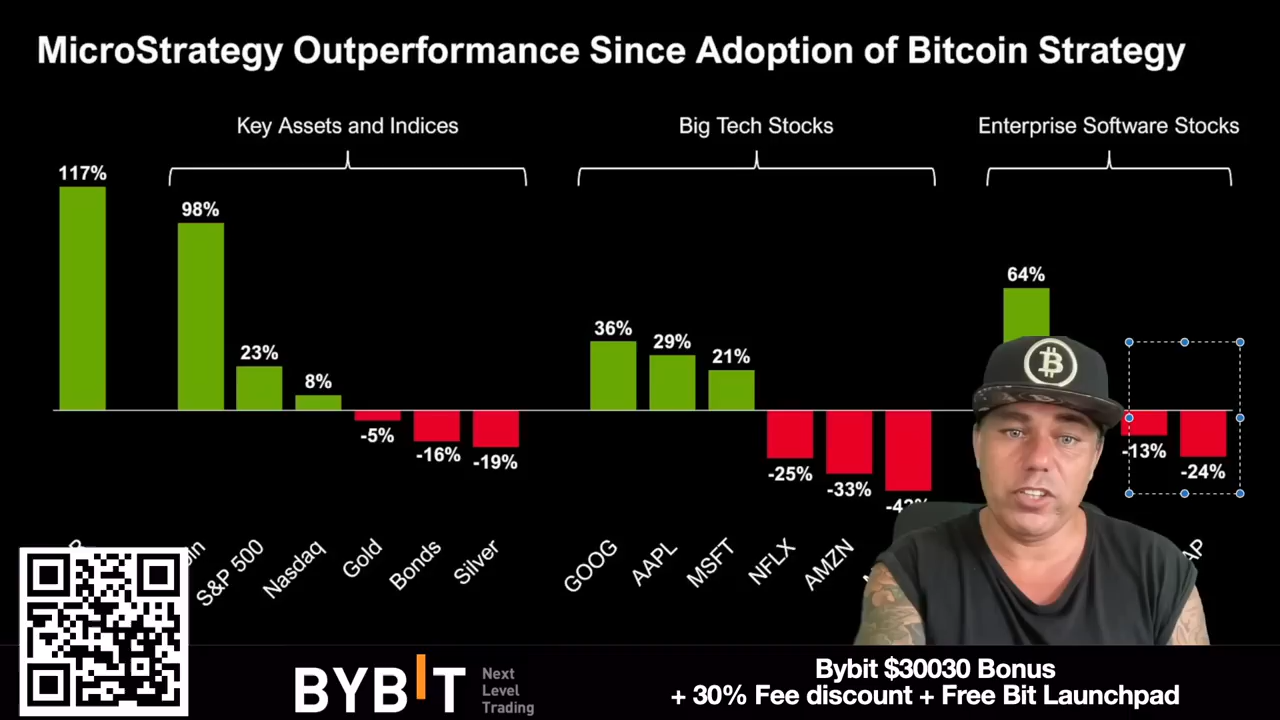 MicroStrategy Outperformance Since Adoption of Bitcoin Strategy
Key Assets and Indices
Big Tech Stocks
Enterprise Software Stocks
117%
98%
23%
8%
-5%
-16%
-19%
36%
29%
21%
-25%
-33%
64%
-13%
-24%
S&P 500
Nasdaq
Gold
Bonds
Silver
GOOG
AAPL
MSFT
NFLX
AMZN
BYBIT
Next
Level
Trading
Bybit $30030 Bonus
+ 30% Fee discount + Free Bit Launchpad